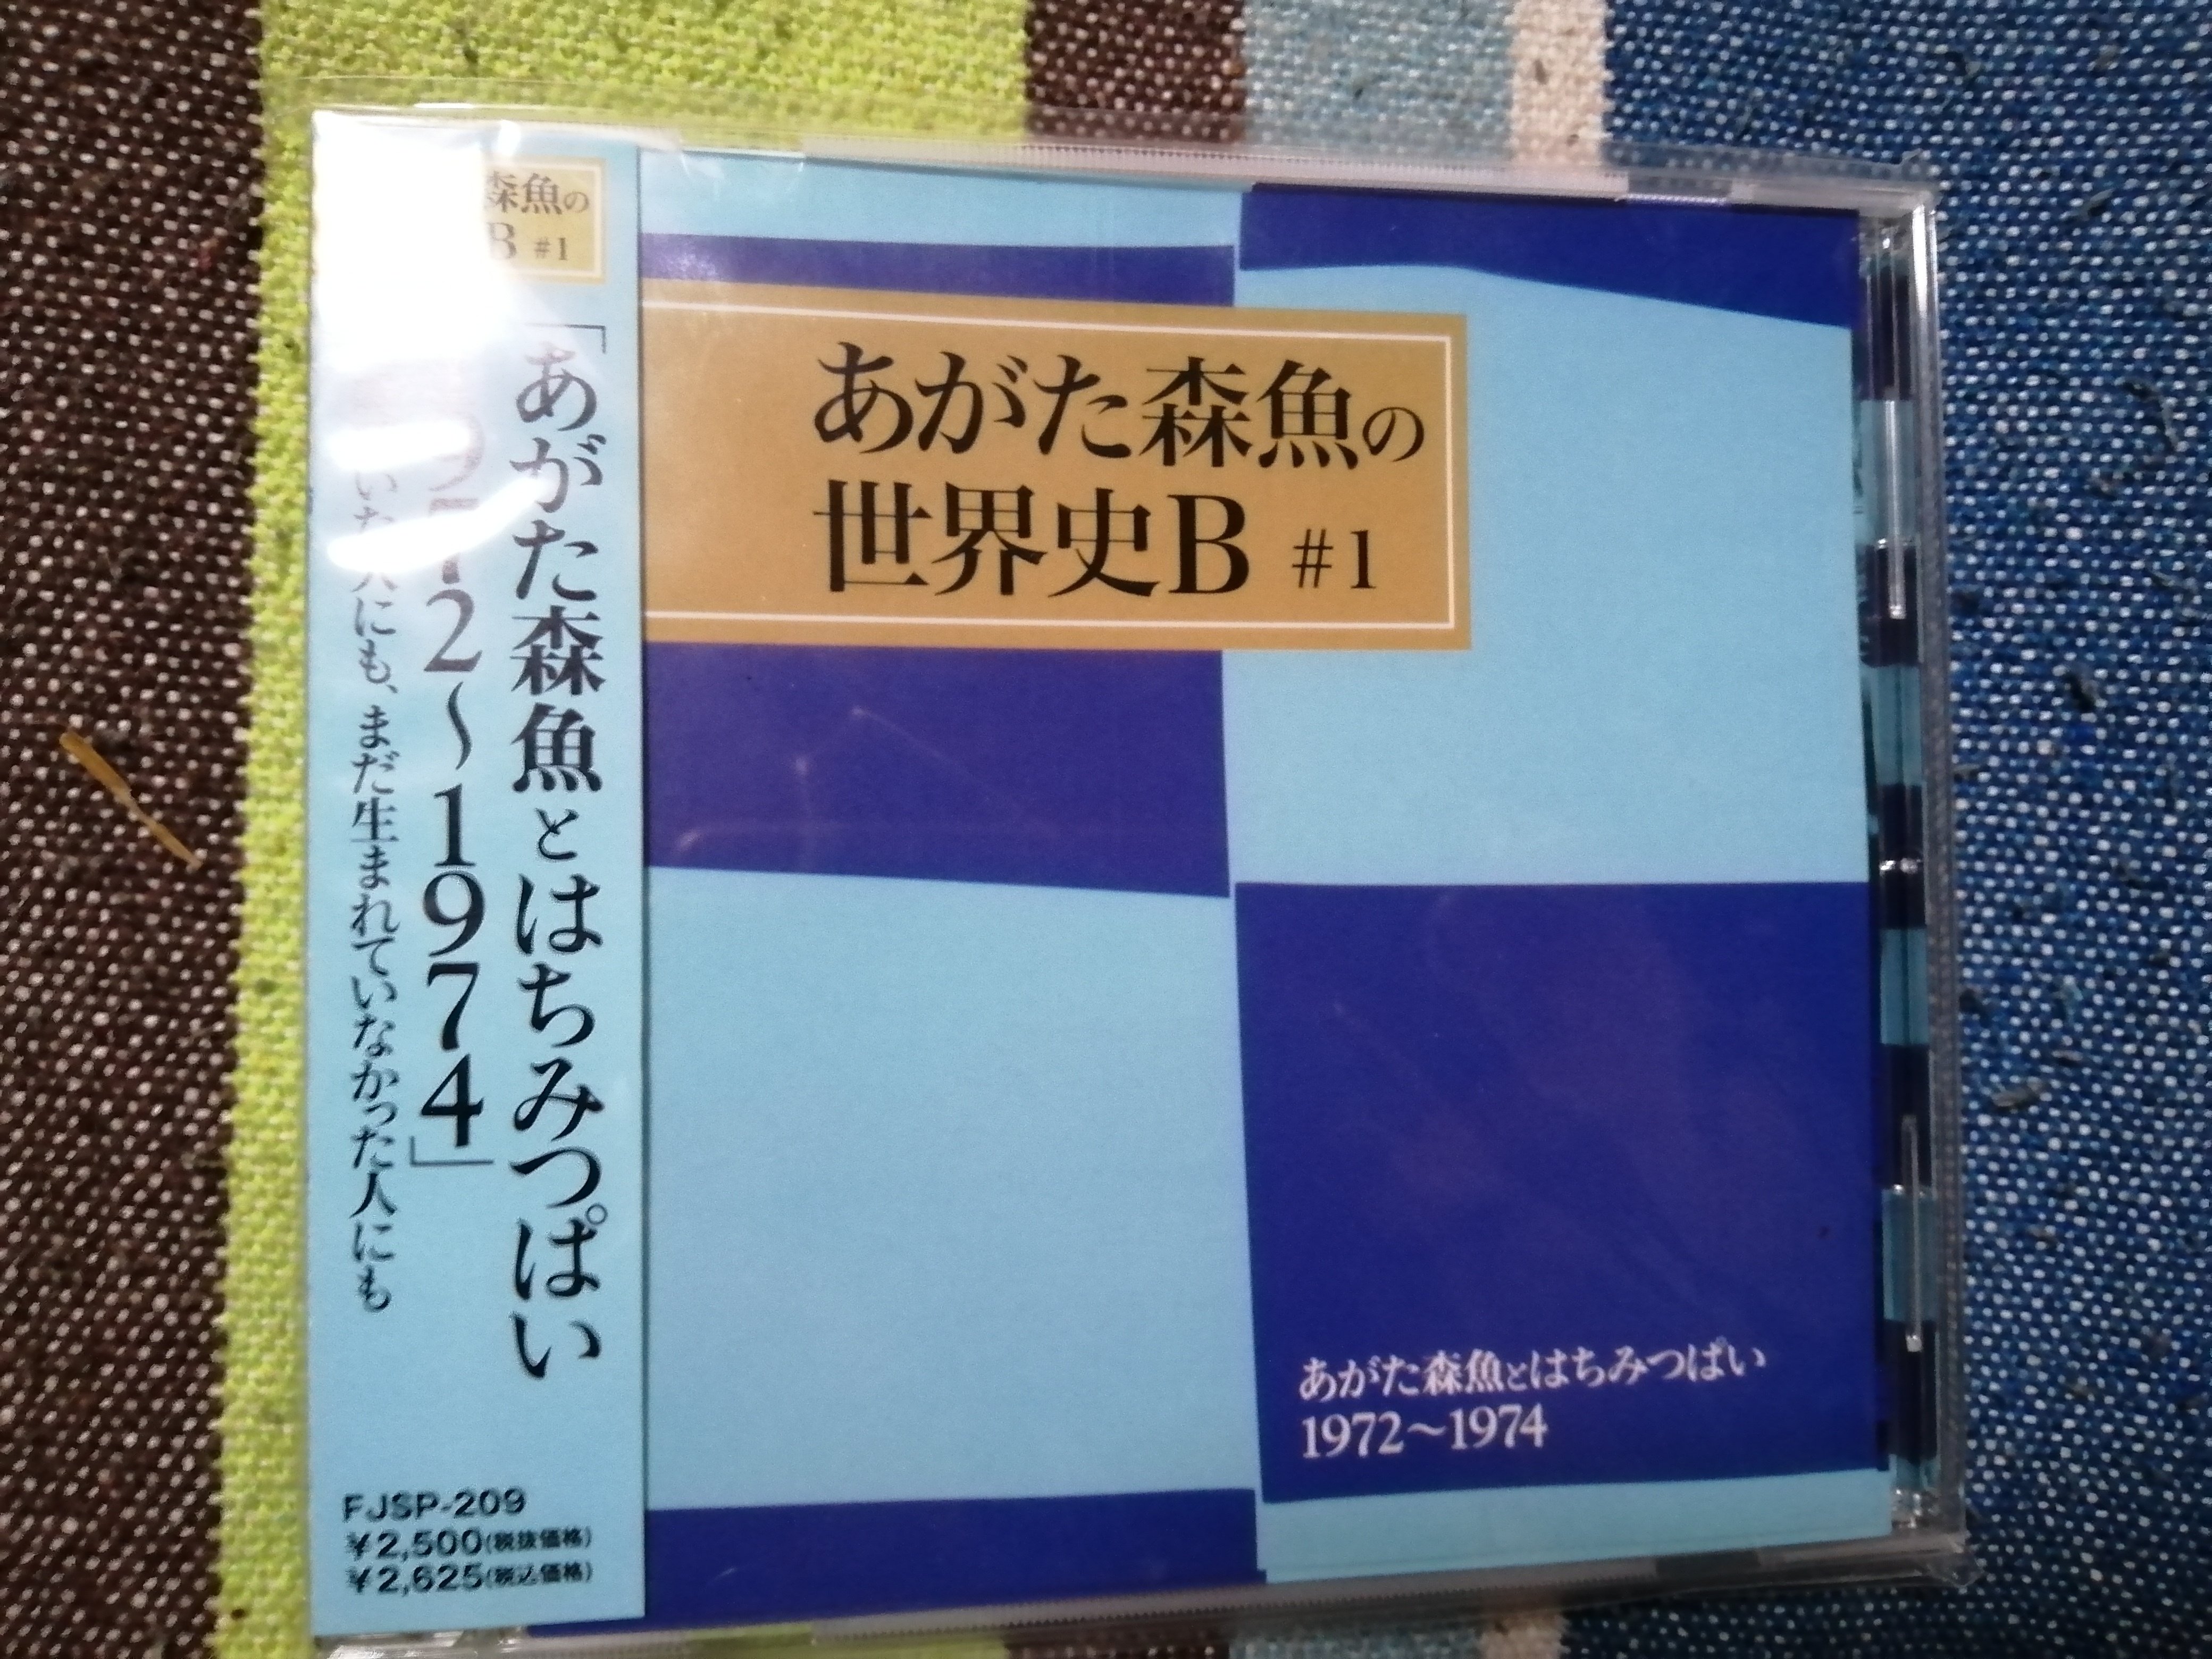 森魚の
B #1
「あがた森魚とはちみつぱい
2〜1974」
いた人にも、まだ生まれていなかった人にも
FJSP-209
¥2,500(税抜価格)
¥2,625(税込価格)
あがた森魚の
世界史B #1
あがた森魚とはちみつぱい
1972〜1974